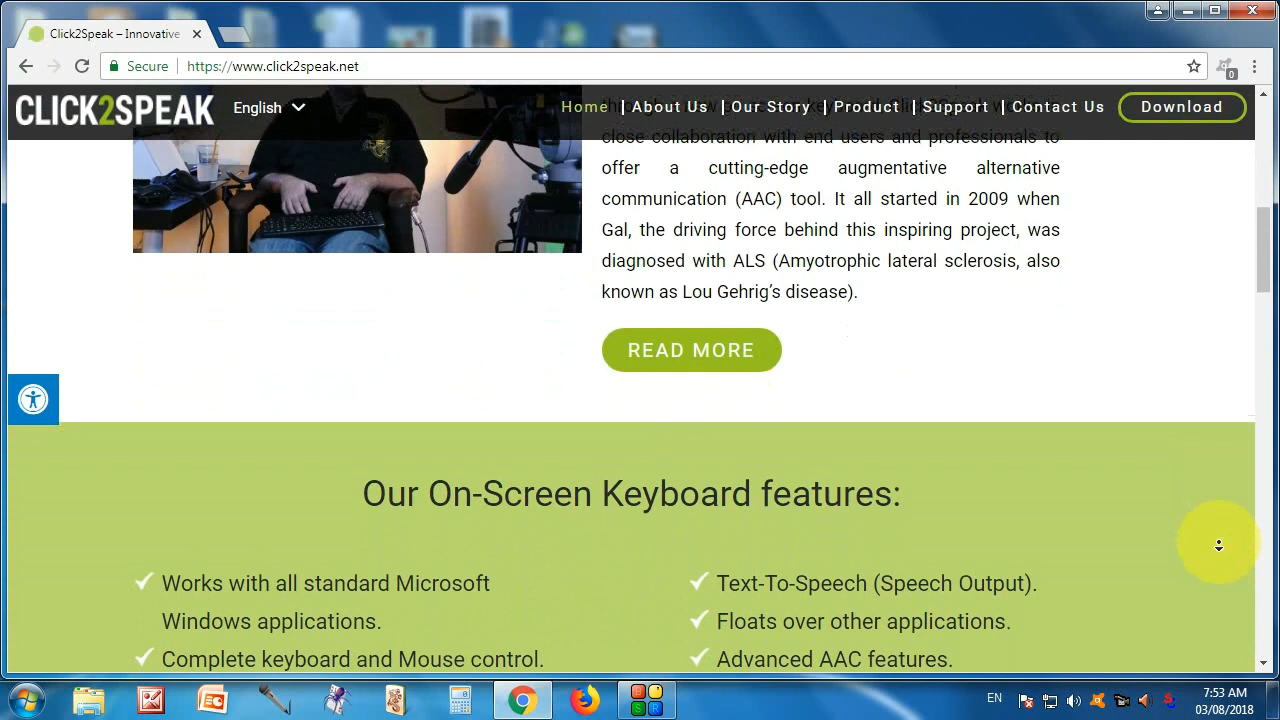 Click2Speak – Innovative
Secure https://www.click2speak.net
0
CLICK2SPEAK English Home | About Us | Our Story | Product | Support | Contact Us Download
close collaboration with end users and professionals to
offer a cutting-edge augmentative alternative
communication (AAC) tool. It all started in 2009 when
Gal, the driving force behind this inspiring project, was
diagnosed with ALS (Amyotrophic lateral sclerosis, also
known as Lou Gehrig's disease).
READ MORE
Our On-Screen Keyboard features:
Works with all standard Microsoft
Windows applications.
Complete keyboard and Mouse control.
Text-To-Speech (Speech Output).
Floats over other applications.
Advanced AAC features.
EN
7:53 AM
03/08/2018